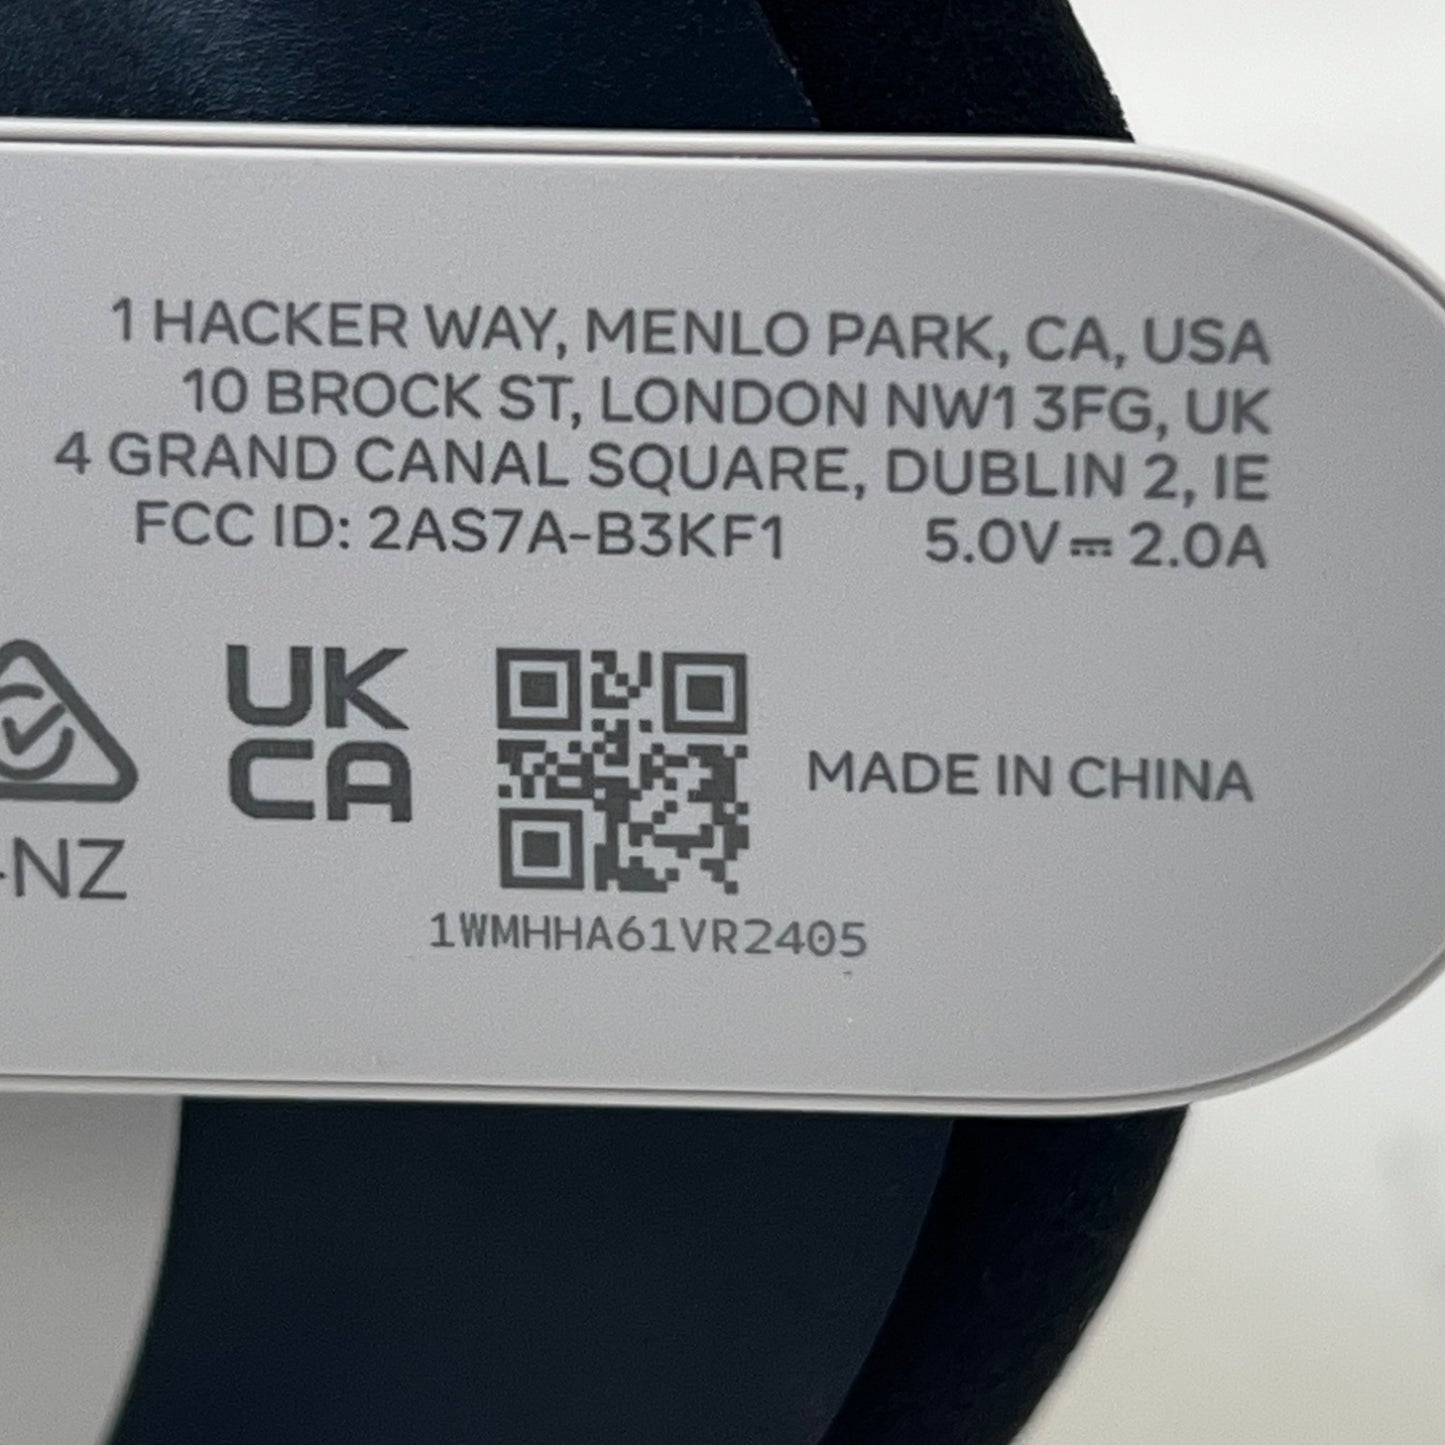 1 HACKER WAY, MENLO PARK, CA, USA
10 BROCK ST, LONDON NW1 3FG, UK
4 GRAND CANAL SQUARE, DUBLIN 2, IE
FCC ID: 2AS7A-B3KF1 5.0V⎓2.0A
UK
CA
MADE IN CHINA
-NZ
1WMHHA61VR2405